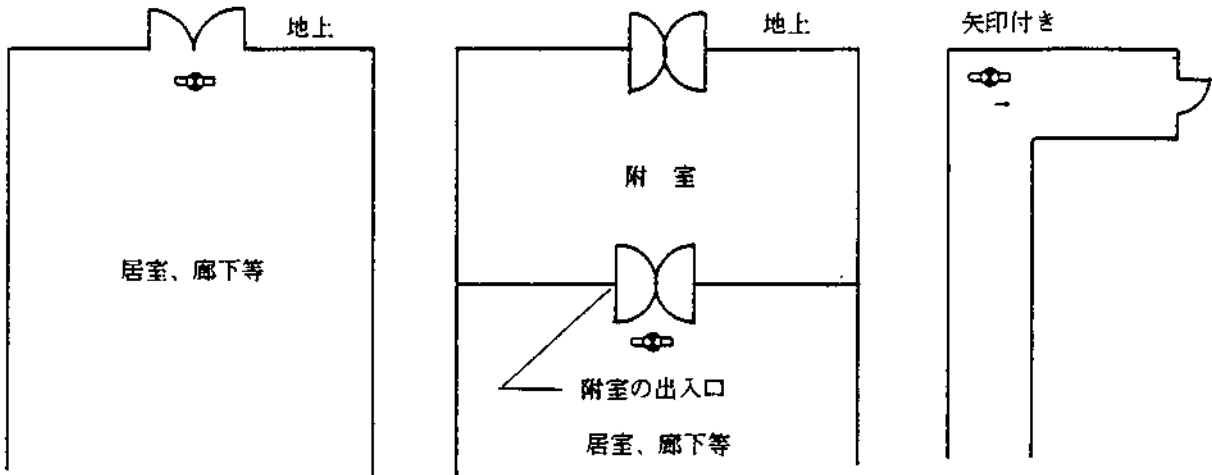 地上
居室、廊下等
地上
附 室
附室の出入口
居室、廊下等
矢印付き